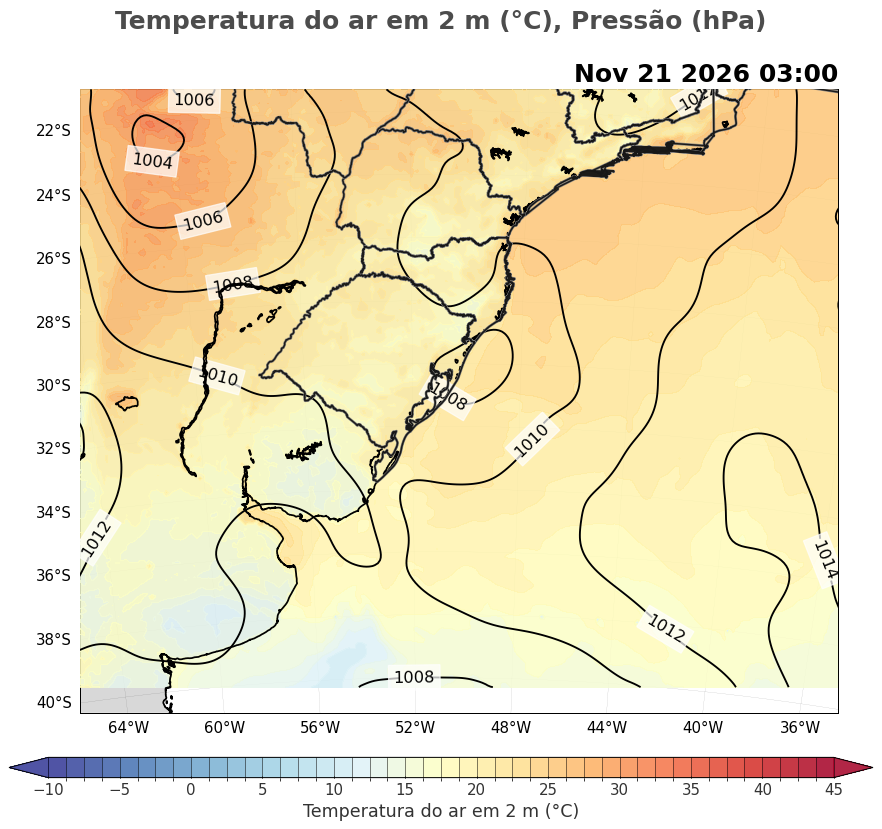 Temperatura do ar em 2 m (°C), Pressão (hPa)
Nov 21 2026 03:00
1006
1004
1006
1008
1010
1008
1010
1012
1014
1012
1008
22°S
24°S
26°S
28°S
30°S
32°S
34°S
36°S
38°S
40°S
64°W 60°W 56°W 52°W 48°W 44°W 40°W 36°W
−10 −5 0 5 10 15 20 25 30 35 40 45
Temperatura do ar em 2 m (°C)